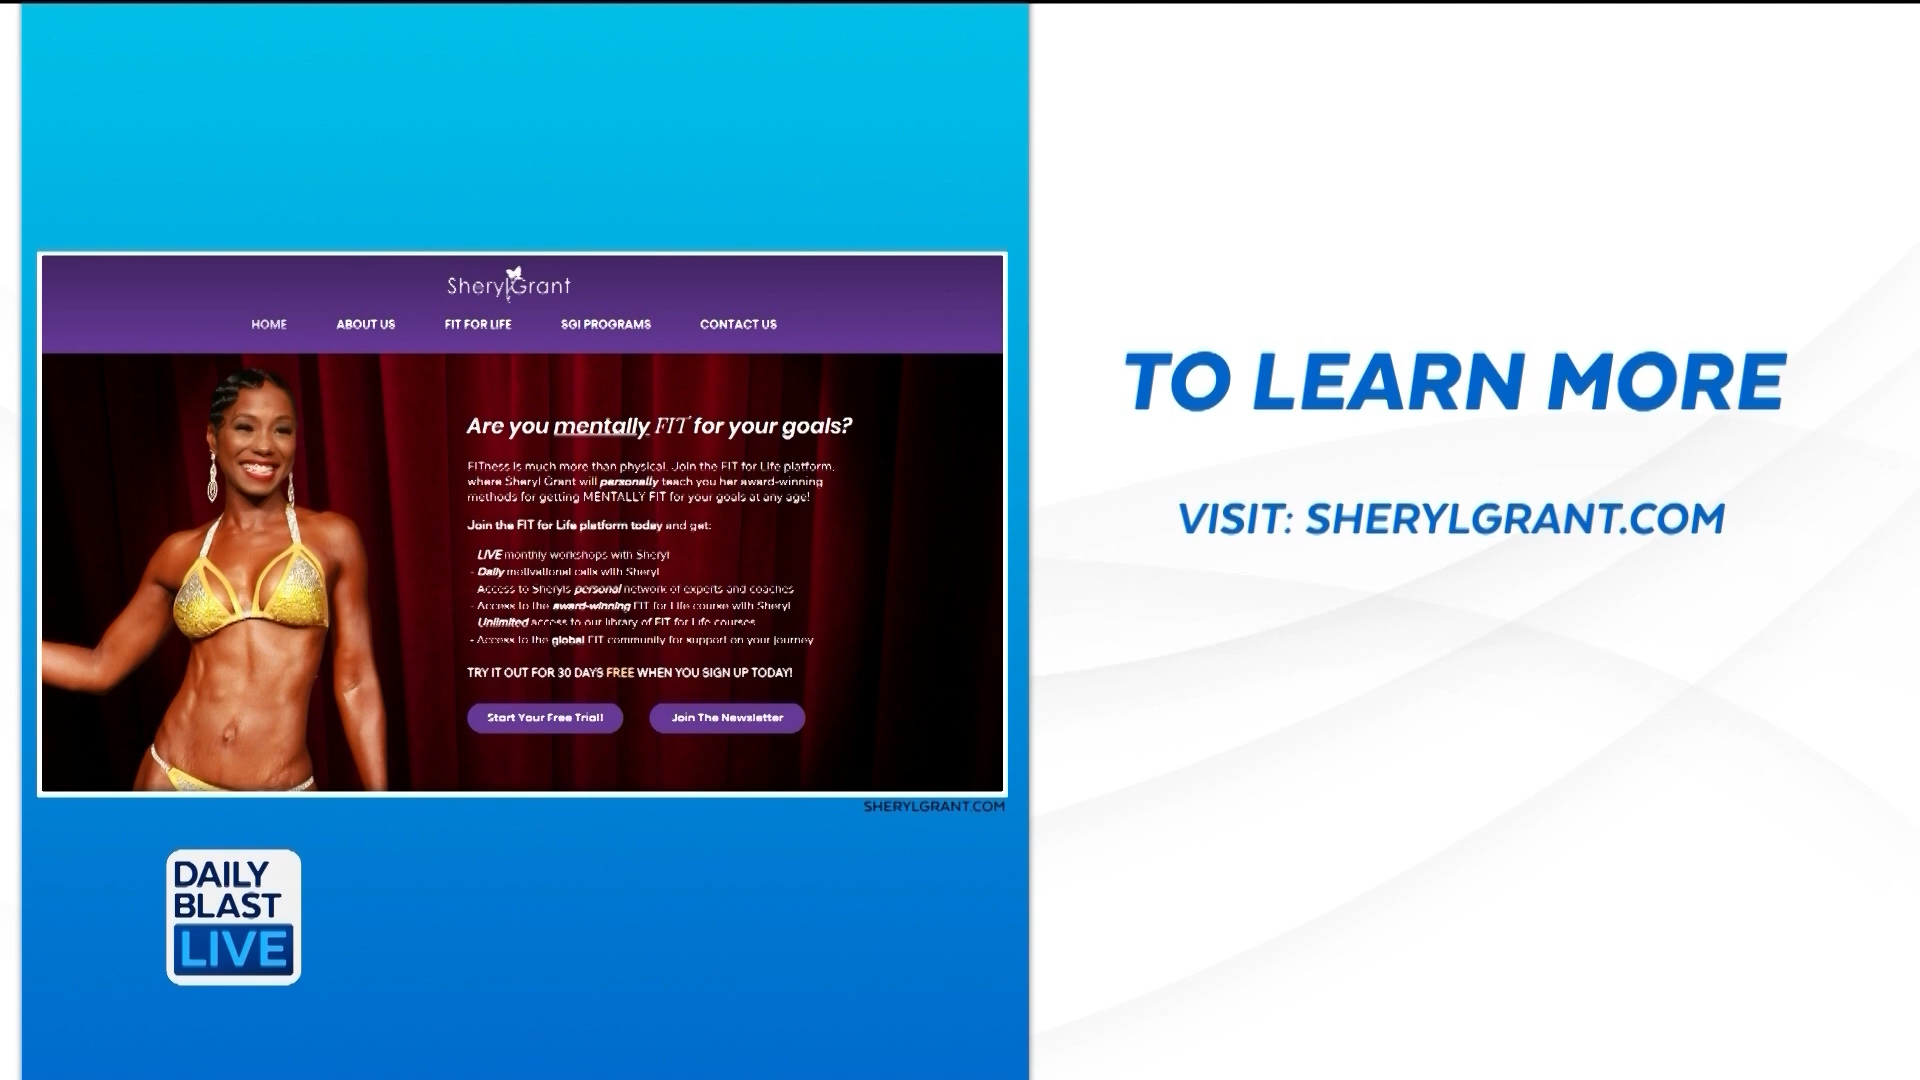 SherylGrant
HOME ABOUT US FIT FOR LIFE SGI PROGRAMS CONTACT US
Are you mentally FIT® for your goals?
FITness is much more than physical. Join the FIT for Life platform,
where Sheryl Grant will personally teach you her award-winning
methods for getting MENTALLY FIT for your goals at any age!
Join the FIT for Life platform today and get:
LIVE monthly workshops with Sheryl
- Daily motivational calls with Sheryl
Access to Sheryls personal network of experts and coaches
- Access to the award-winning FIT for Life course with Sheryl
Unlimited access to our library of FIT for Life courses
- Access to the global FIT community for support on your journey
TRY IT OUT FOR 30 DAYS FREE WHEN YOU SIGN UP TODAY!
Start Your Free Trial! Join The Newsletter
SHERYLGRANT.COM
DAILY
BLAST
LIVE
TO LEARN MORE
VISIT: SHERYLGRANT.COM